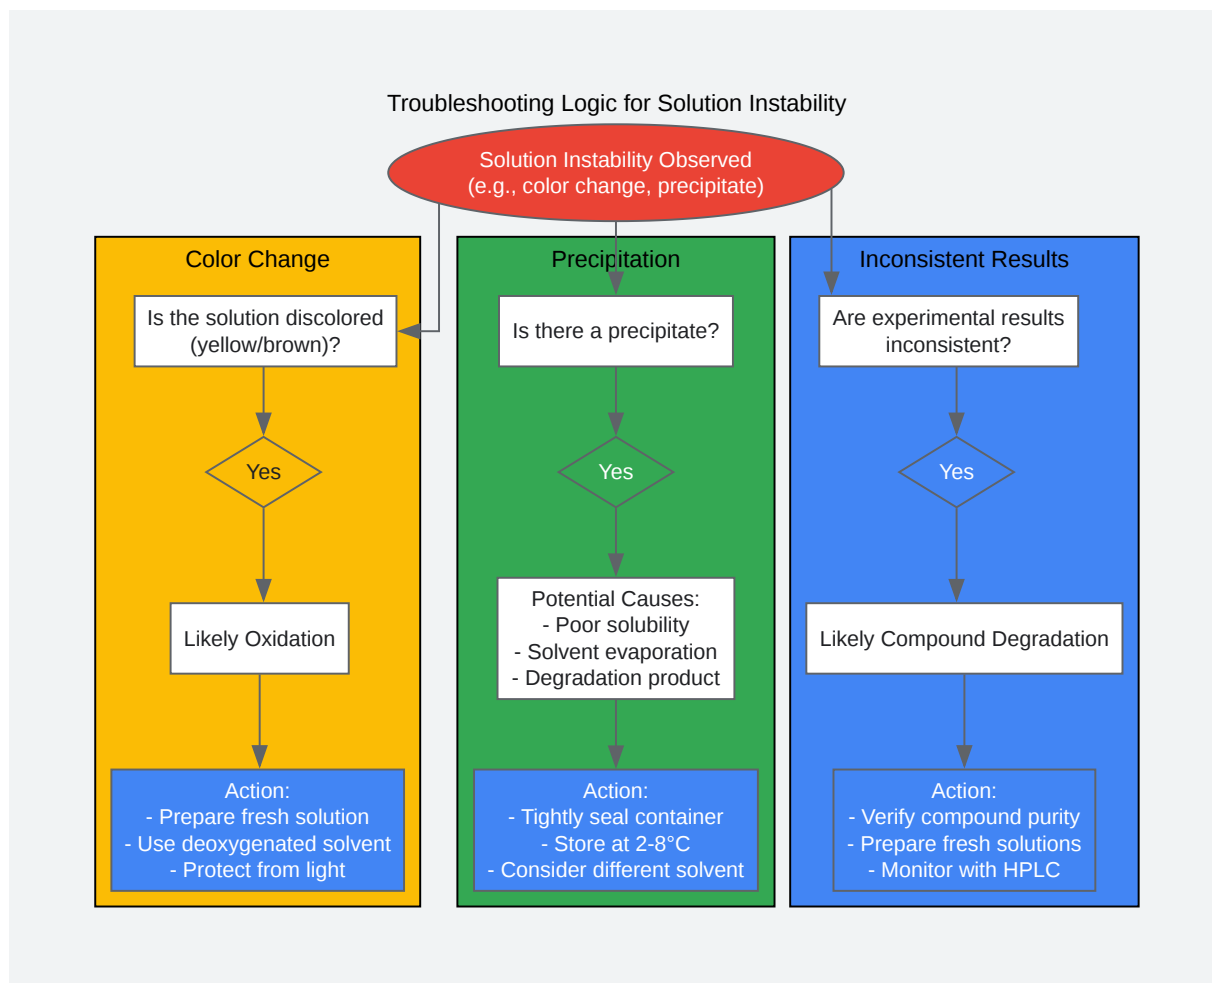 Troubleshooting Logic for Solution Instability
Solution Instability Observed
(e.g., color change, precipitate)
Color Change
Is the solution discolored
(yellow/brown)?
Yes
Likely Oxidation
Action:
- Prepare fresh solution
- Use deoxygenated solvent
- Protect from light
Precipitation
Is there a precipitate?
Yes
Potential Causes:
- Poor solubility
- Solvent evaporation
- Degradation product
Action:
- Tightly seal container
- Store at 2-8°C
- Consider different solvent
Inconsistent Results
Are experimental results
inconsistent?
Yes
Likely Compound Degradation
Action:
- Verify compound purity
- Prepare fresh solutions
- Monitor with HPLC